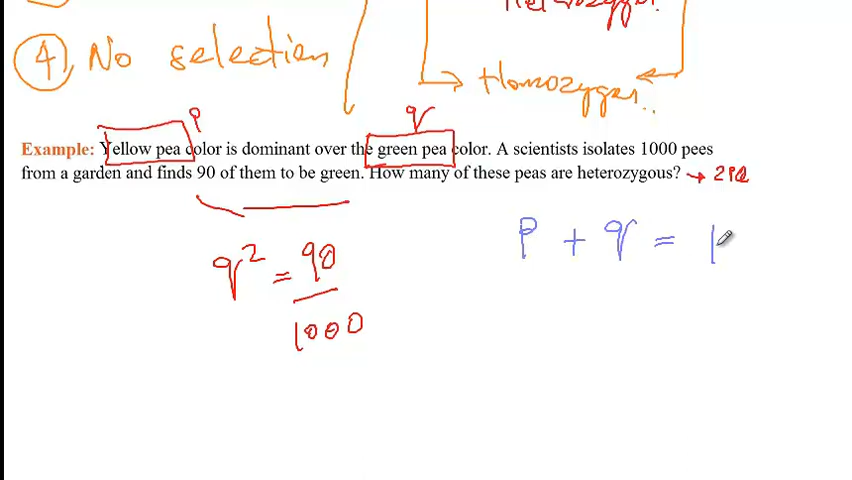 Heterozygou.
4). No selection
Homozygou..
p
q
Example: Yellow pea color is dominant over the green pea color. A scientists isolates 1000 pees
from a garden and finds 90 of them to be green. How many of these peas are heterozygous? → 2PQ
P + q = 1
q² = 90
1000